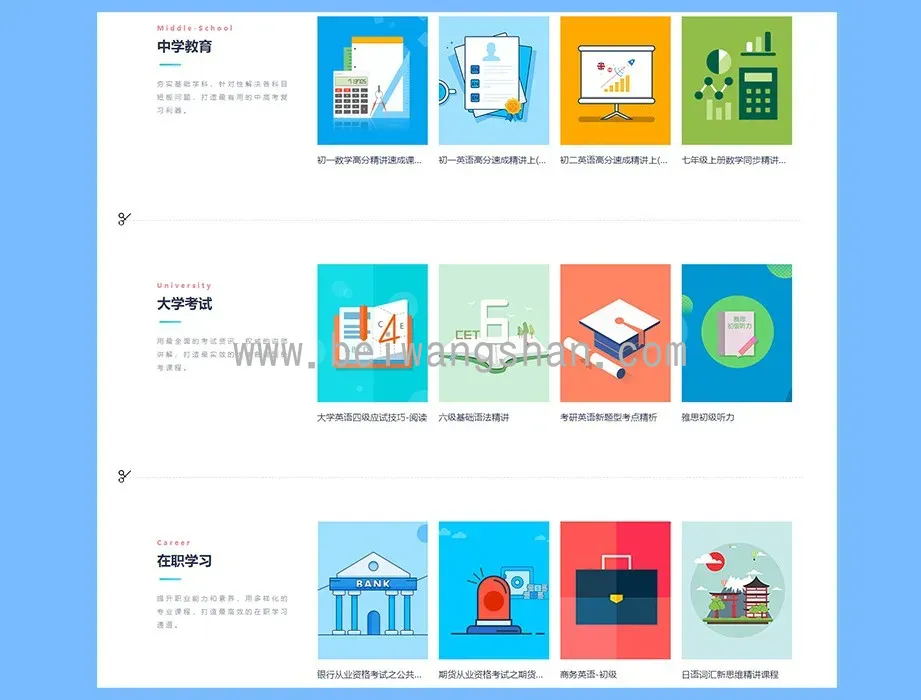 Middle-School
中学教育
夯实基础学科，针对性解决各科目
短板问题，打造最有用的中高考复
习利器。
初一数学高分精讲速成课...
初一英语高分速成精讲上(...
初二英语高分速成精讲上(...
七年级上册数学同步精讲...
University
大学考试
用最全面的考试资讯，权威的讲师
讲解，打造最实效的
考课程。
4
C
E
CET 6
雅思
初级听力
www.beiwangshan.com
大学英语四级应试技巧-阅读
六级基础语法精讲
考研英语新题型考点精析
雅思初级听力
Career
在职学习
提升职业能力和素养，用多样化的
专业课程，打造最高效的在职学习
通道。
BANK
银行从业资格考试之公共...
期货从业资格考试之期货...
商务英语-初级
日语词汇新思维精讲课程